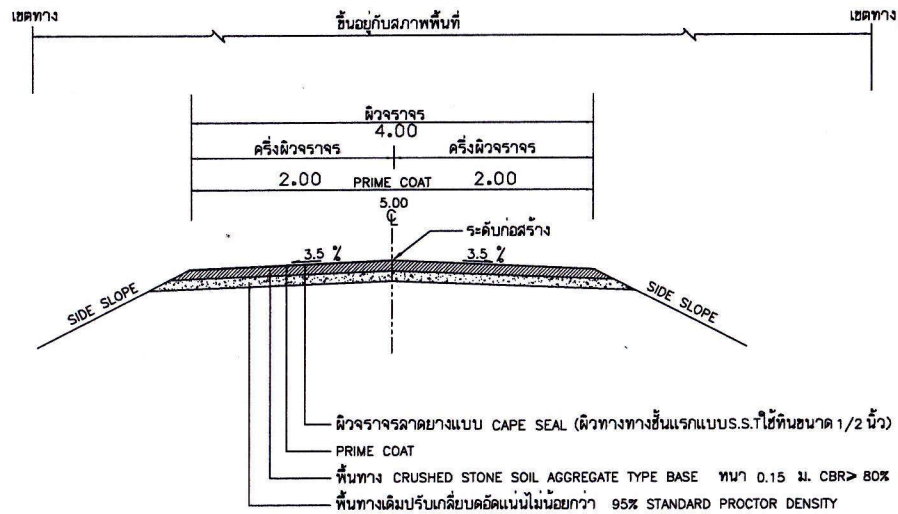 เขตทาง
ขึ้นอยู่กับสภาพพื้นที่
เขตทาง
ผิวจราจร
4.00
ครึ่งผิวจราจร
ครึ่งผิวจราจร
2.00 PRIME COAT 2.00
5.00
℄
ระดับก่อสร้าง
3.5 %
3.5 %
SIDE SLOPE
SIDE SLOPE
ผิวจราจรลาดยางแบบ CAPE SEAL (ผิวทางทางชั้นแรกแบบS.S.Tใช้หินขนาด 1/2 นิ้ว)
PRIME COAT
พื้นทาง CRUSHED STONE SOIL AGGREGATE TYPE BASE หนา 0.15 ม. CBR> 80%
พื้นทางเดิมปรับเกลี่ยบดอัดแน่นไม่น้อยกว่า 95% STANDARD PROCTOR DENSITY